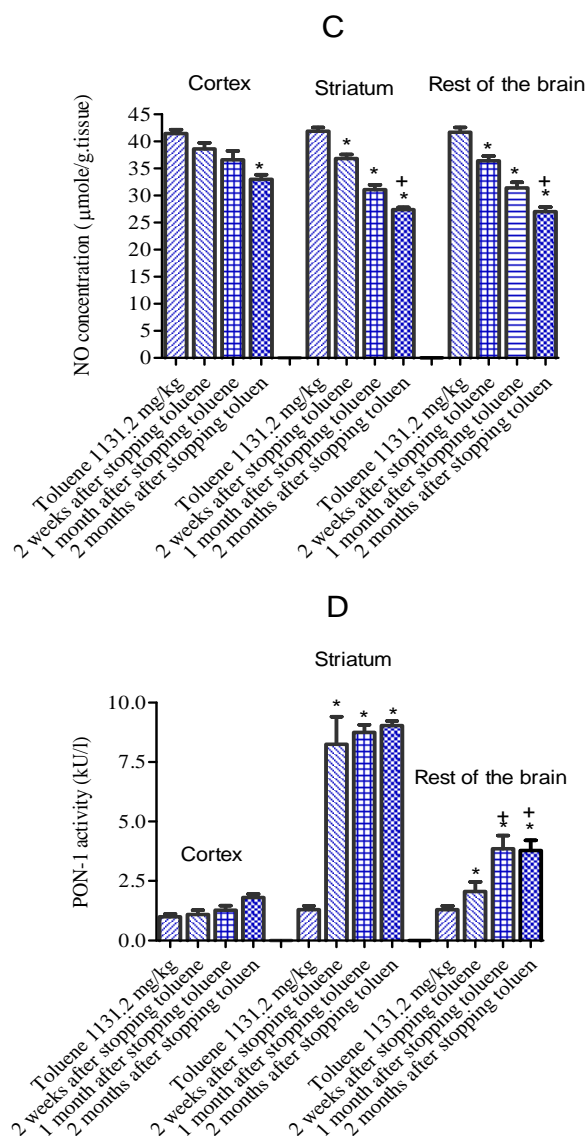 C
Cortex
Striatum
Rest of the brain
NO concentration ( µmole/g.tissue)
45
40
35
30
25
20
15
10
5
0
*
*
*
+
*
*
*
+
*
Toluene 1131.2 mg/kg
2 weeks after stopping toluene
1 month after stopping toluene
2 months after stopping toluen
Toluene 1131.2 mg/kg
2 weeks after stopping toluene
1 month after stopping toluene
2 months after stopping toluen
Toluene 1131.2 mg/kg
2 weeks after stopping toluene
1 month after stopping toluene
2 months after stopping toluen
D
Striatum
Rest of the brain
Cortex
PON-1 activity (kU/l)
10.0
7.5
5.0
2.5
0.0
*
*
*
*
+
*
+
*
Toluene 1131.2 mg/kg
2 weeks after stopping toluene
1 month after stopping toluene
2 months after stopping toluen
Toluene 1131.2 mg/kg
2 weeks after stopping toluene
1 month after stopping toluene
2 months after stopping toluen
Toluene 1131.2 mg/kg
2 weeks after stopping toluene
1 month after stopping toluene
2 months after stopping toluen